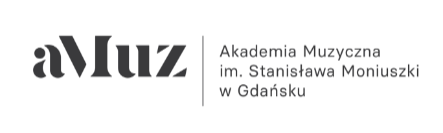 aMuz
Akademia Muzyczna
im. Stanisława Moniuszki
w Gdańsku